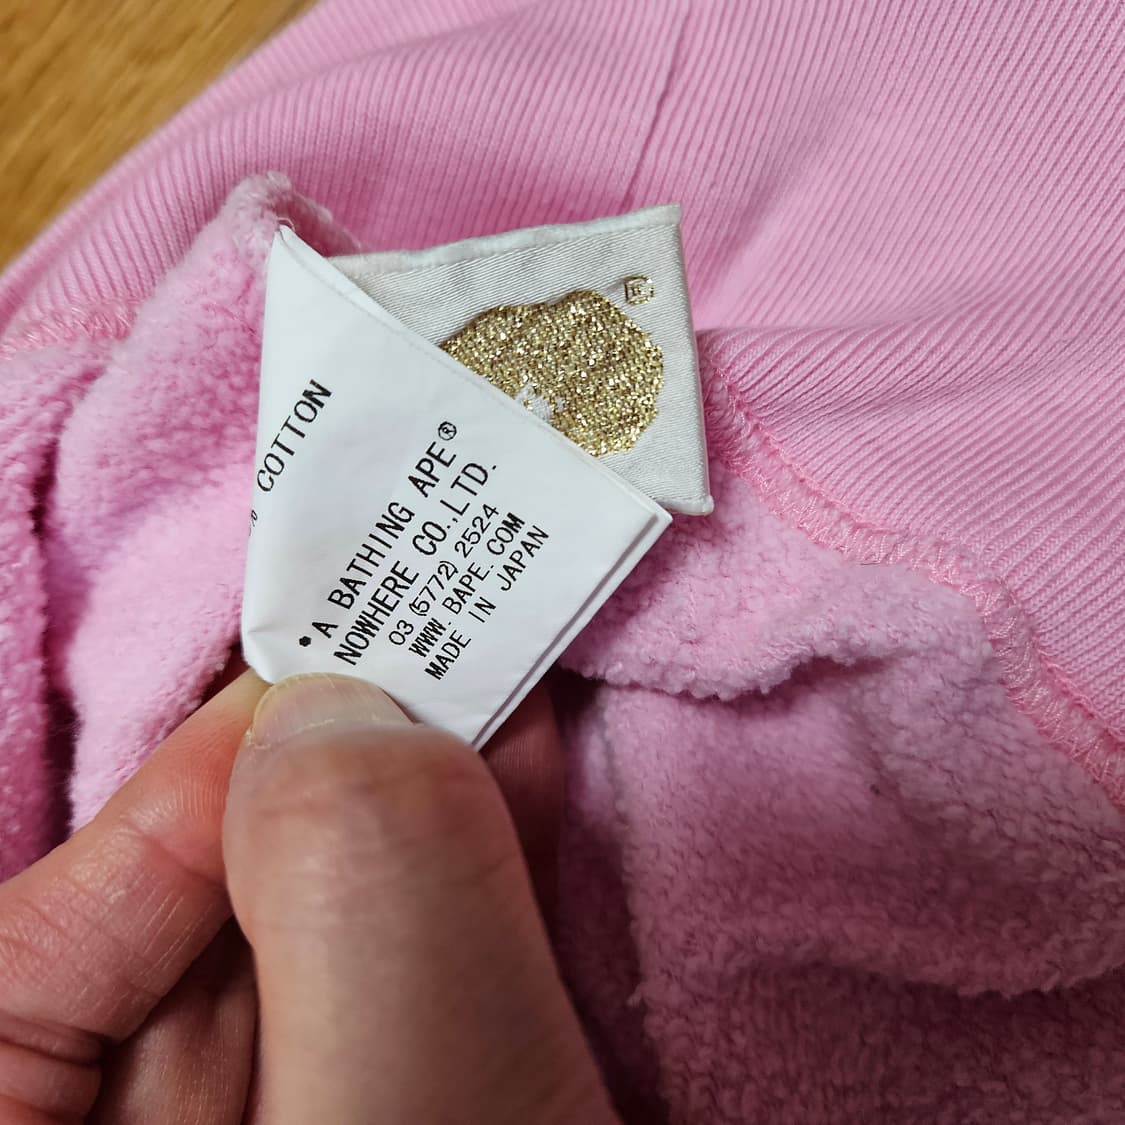 % COTTON
A BATHING APE®
NOWHERE CO.,LTD.
03 (5772) 2524
WWW.BAPE.COM
MADE IN JAPAN
®